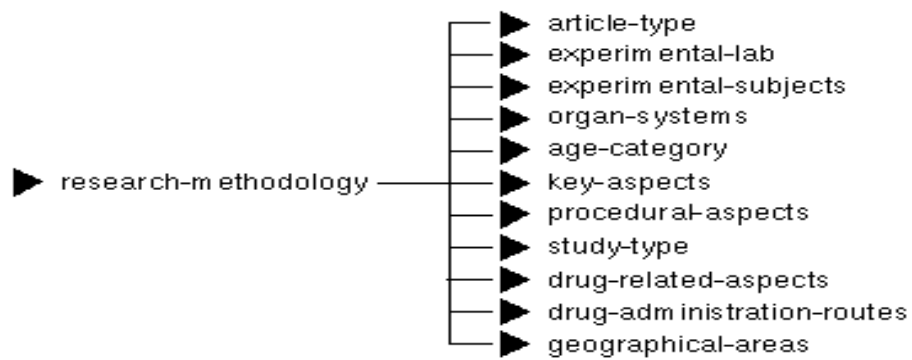 article-type
experimental-lab
experimental-subjects
organ-systems
age-category
research-methodology
key-aspects
procedural-aspects
study-type
drug-related-aspects
drug-administration-routes
geographical-areas